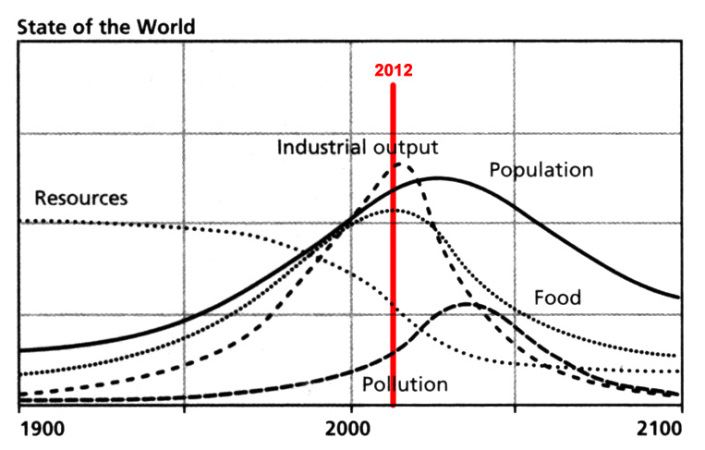 State of the World
2012
Industrial output
Population
Resources
Food
Pollution
1900 2000 2100